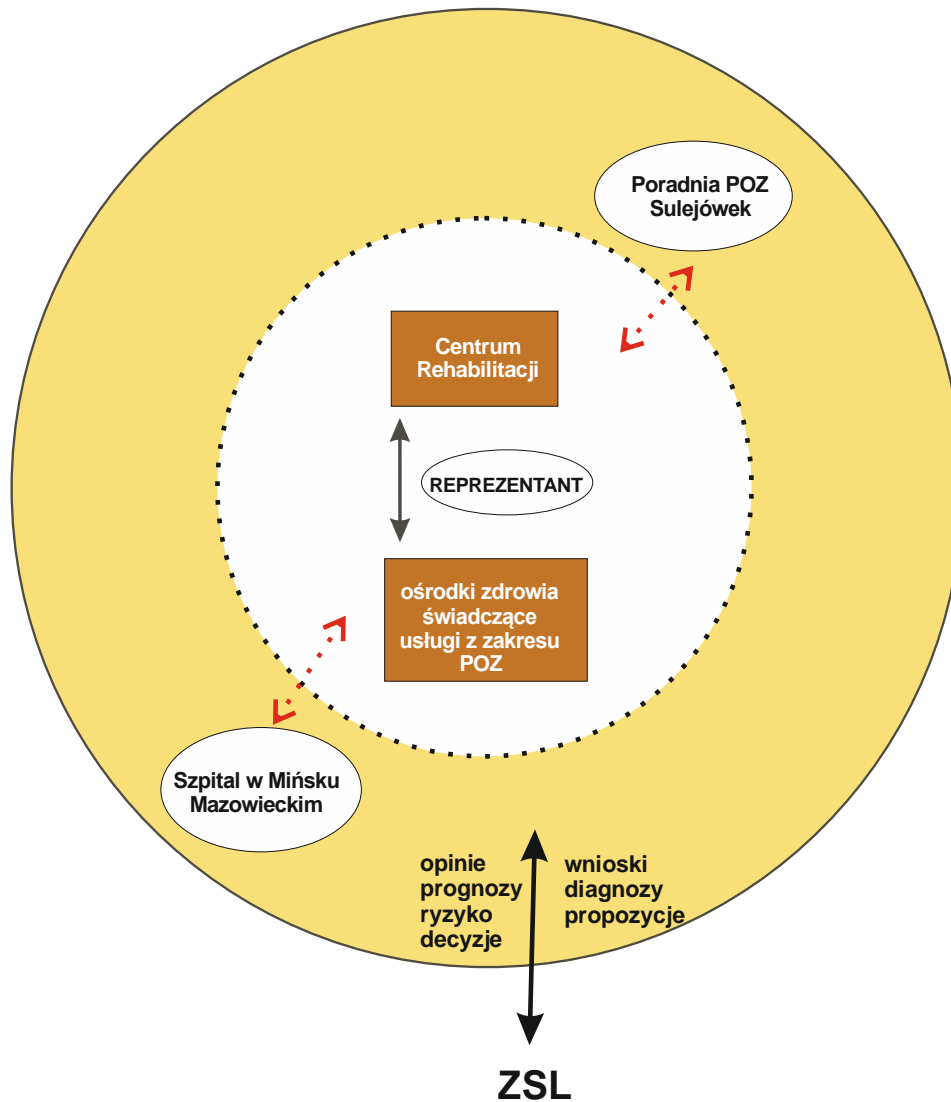 Poradnia POZ
Sulejówek
Centrum
Rehabilitacji
REPREZENTANT
ośrodki zdrowia
świadczące
usługi z zakresu
POZ
Szpital w Mińsku
Mazowieckim
opinie
prognozy
ryzyko
decyzje
wnioski
diagnozy
propozycje
ZSL